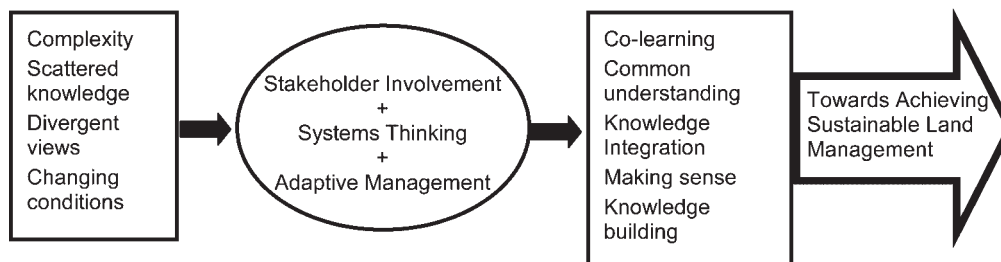 Complexity
Scattered
knowledge
Divergent
views
Changing
conditions
Stakeholder Involvement
+
Systems Thinking
+
Adaptive Management
Co-learning
Common
understanding
Knowledge
Integration
Making sense
Knowledge
building
Towards Achieving
Sustainable Land
Management